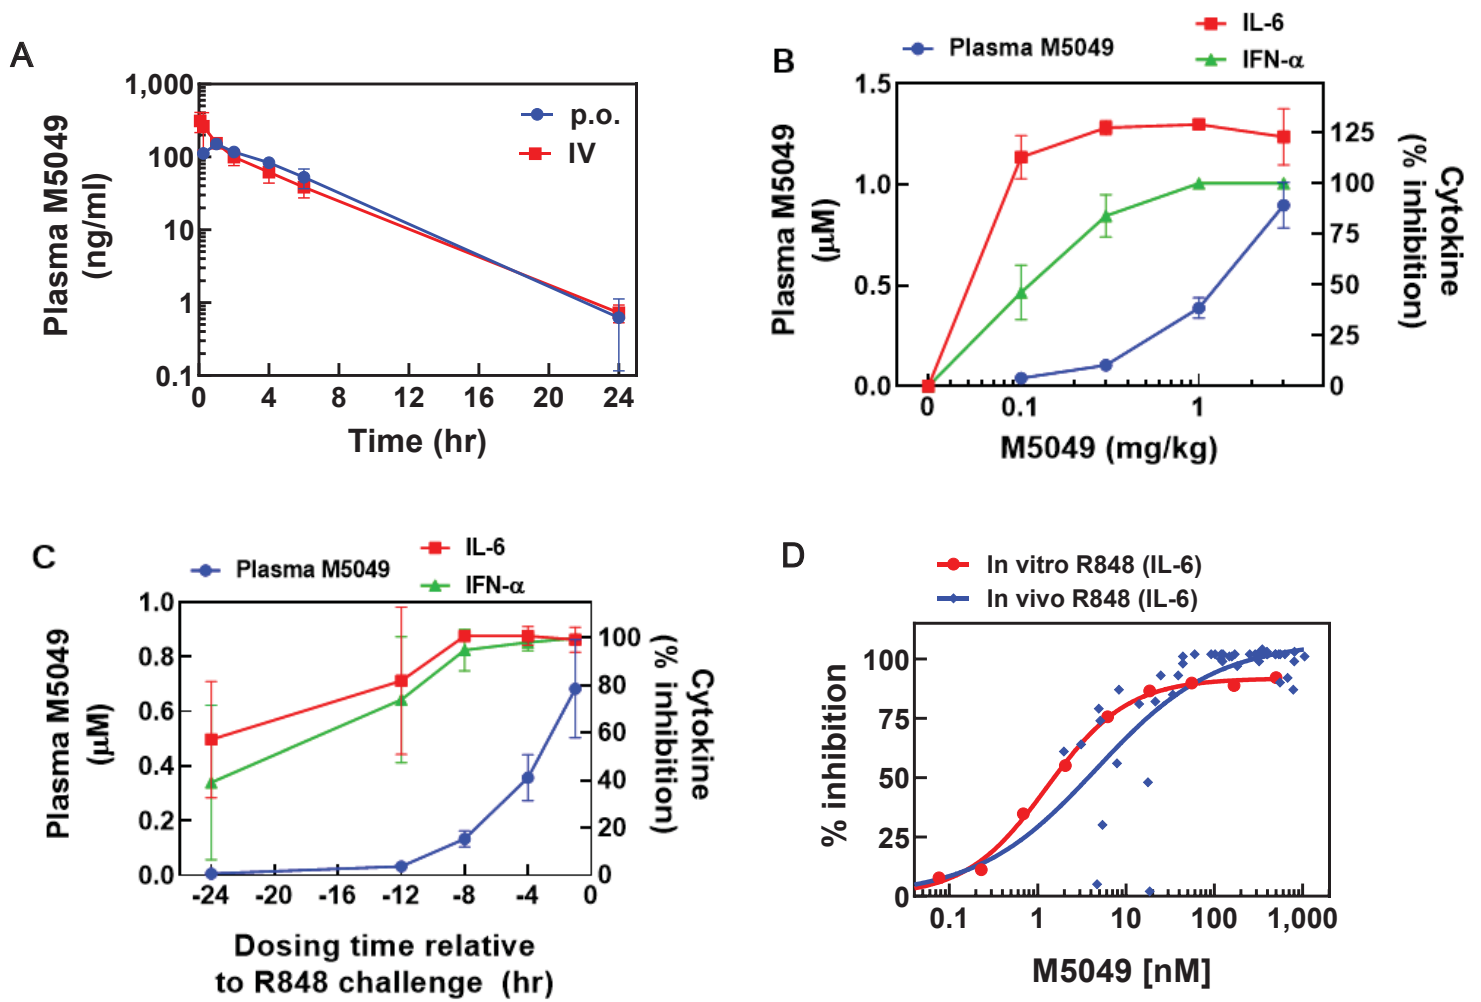 A
Plasma M5049
(ng/ml)
1,000
100
10
1
0.1
p.o.
IV
0 4 8 12 16 20 24
Time (hr)
B
Plasma M5049
IL-6
IFN-α
Plasma M5049
(μM)
1.5
1.0
0.5
0.0
125
100
75
50
25
0
Cytokine
(% inhibition)
0 0.1 1
M5049 (mg/kg)
C
Plasma M5049
IL-6
IFN-α
Plasma M5049
(μM)
1.0
0.8
0.6
0.4
0.2
0.0
100
80
60
40
20
0
Cytokine
(% inhibition)
-24 -20 -16 -12 -8 -4 0
Dosing time relative
to R848 challenge (hr)
D
In vitro R848 (IL-6)
In vivo R848 (IL-6)
% inhibition
100
75
50
25
0
0.1 1 10 100 1,000
M5049 [nM]